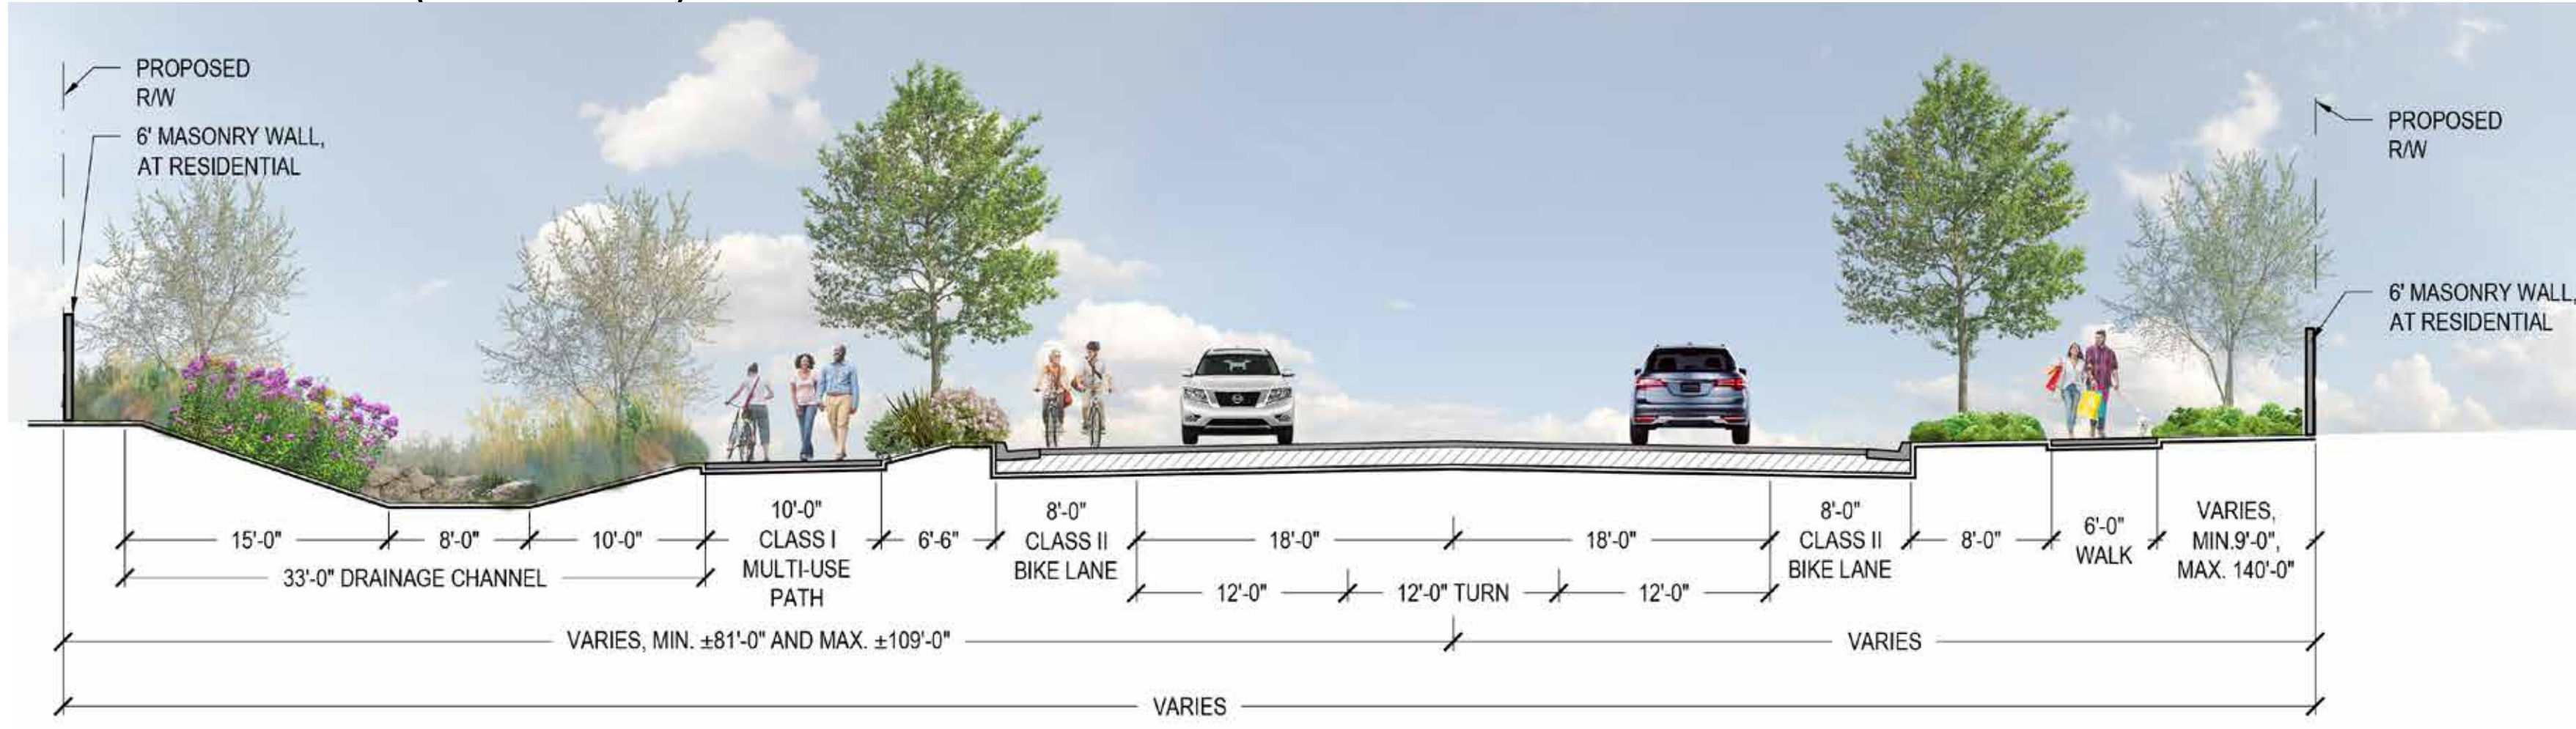 PROPOSED
R/W
6' MASONRY WALL,
AT RESIDENTIAL
PROPOSED
R/W
6' MASONRY WALL,
AT RESIDENTIAL
15'-0"
8'-0"
10'-0"
33'-0" DRAINAGE CHANNEL
10'-0"
CLASS I
MULTI-USE
PATH
6'-6"
8'-0"
CLASS II
BIKE LANE
18'-0"
18'-0"
12'-0"
12'-0" TURN
12'-0"
8'-0"
CLASS II
BIKE LANE
8'-0"
6'-0"
WALK
VARIES,
MIN.9'-0",
MAX. 140'-0"
VARIES, MIN. ±81'-0" AND MAX. ±109'-0"
VARIES
VARIES